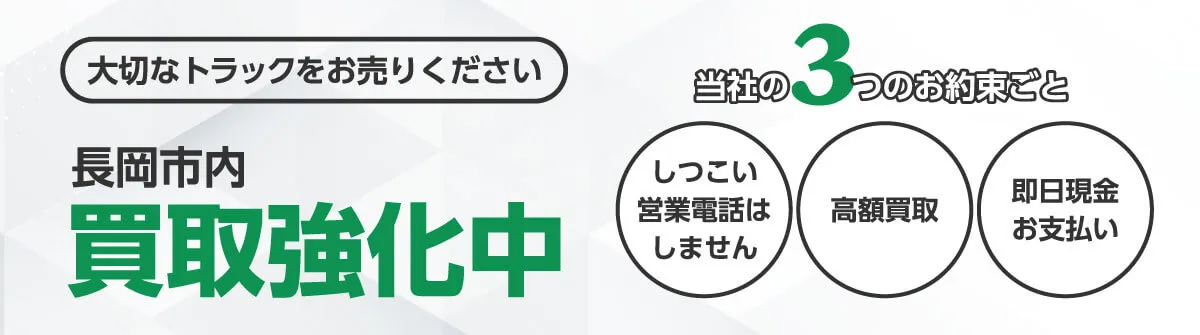 大切なトラックをお売りください
長岡市内
買取強化中
当社の3つのお約束ごと
しつこい
営業電話は
しません
高額買取
即日現金
お支払い